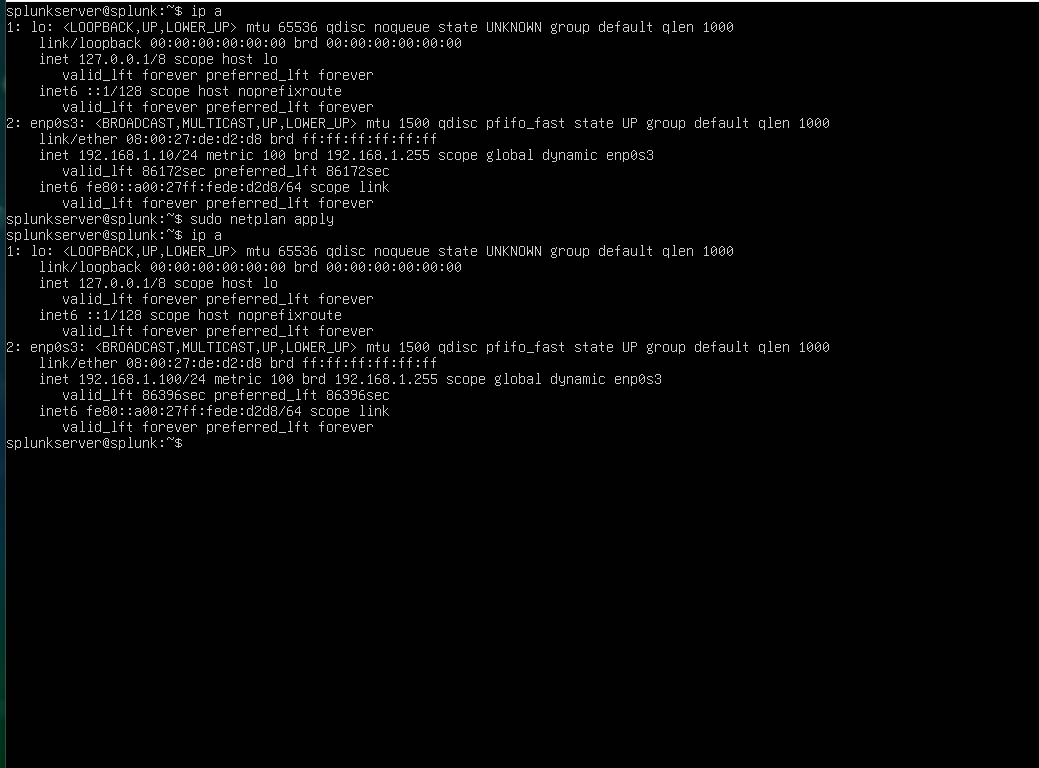 splunkserver@splunk:~$ ip a
1: lo: <LOOPBACK,UP,LOWER_UP> mtu 65536 qdisc noqueue state UNKNOWN group default qlen 1000
    link/loopback 00:00:00:00:00:00 brd 00:00:00:00:00:00
    inet 127.0.0.1/8 scope host lo
       valid_lft forever preferred_lft forever
    inet6 ::1/128 scope host noprefixroute
       valid_lft forever preferred_lft forever
2: enp0s3: <BROADCAST,MULTICAST,UP,LOWER_UP> mtu 1500 qdisc pfifo_fast state UP group default qlen 1000
    link/ether 08:00:27:de:d2:d8 brd ff:ff:ff:ff:ff:ff
    inet 192.168.1.10/24 metric 100 brd 192.168.1.255 scope global dynamic enp0s3
       valid_lft 86172sec preferred_lft 86172sec
    inet6 fe80::a00:27ff:fede:d2d8/64 scope link
       valid_lft forever preferred_lft forever
splunkserver@splunk:~$ sudo netplan apply
splunkserver@splunk:~$ ip a
1: lo: <LOOPBACK,UP,LOWER_UP> mtu 65536 qdisc noqueue state UNKNOWN group default qlen 1000
    link/loopback 00:00:00:00:00:00 brd 00:00:00:00:00:00
    inet 127.0.0.1/8 scope host lo
       valid_lft forever preferred_lft forever
    inet6 ::1/128 scope host noprefixroute
       valid_lft forever preferred_lft forever
2: enp0s3: <BROADCAST,MULTICAST,UP,LOWER_UP> mtu 1500 qdisc pfifo_fast state UP group default qlen 1000
    link/ether 08:00:27:de:d2:d8 brd ff:ff:ff:ff:ff:ff
    inet 192.168.1.100/24 metric 100 brd 192.168.1.255 scope global dynamic enp0s3
       valid_lft 86396sec preferred_lft 86396sec
    inet6 fe80::a00:27ff:fede:d2d8/64 scope link
       valid_lft forever preferred_lft forever
splunkserver@splunk:~$